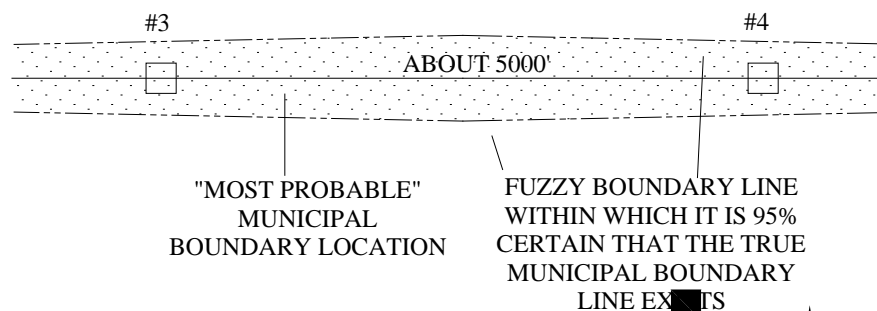 #3
#4
ABOUT 5000'
"MOST PROBABLE"
MUNICIPAL
BOUNDARY LOCATION
FUZZY BOUNDARY LINE
WITHIN WHICH IT IS 95%
CERTAIN THAT THE TRUE
MUNICIPAL BOUNDARY
LINE